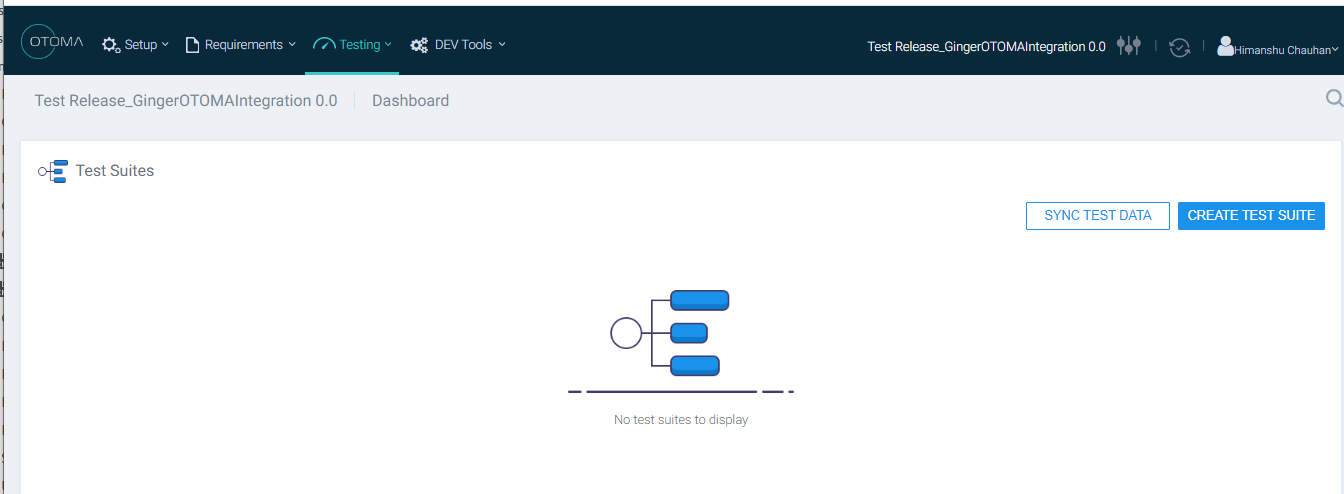 OTOMA Setup Requirements Testing DEV Tools Test Release_GingerOTOMAIntegration 0.0 Himanshu Chauhan
Test Release_GingerOTOMAIntegration 0.0 Dashboard
Test Suites
SYNC TEST DATA CREATE TEST SUITE
No test suites to display